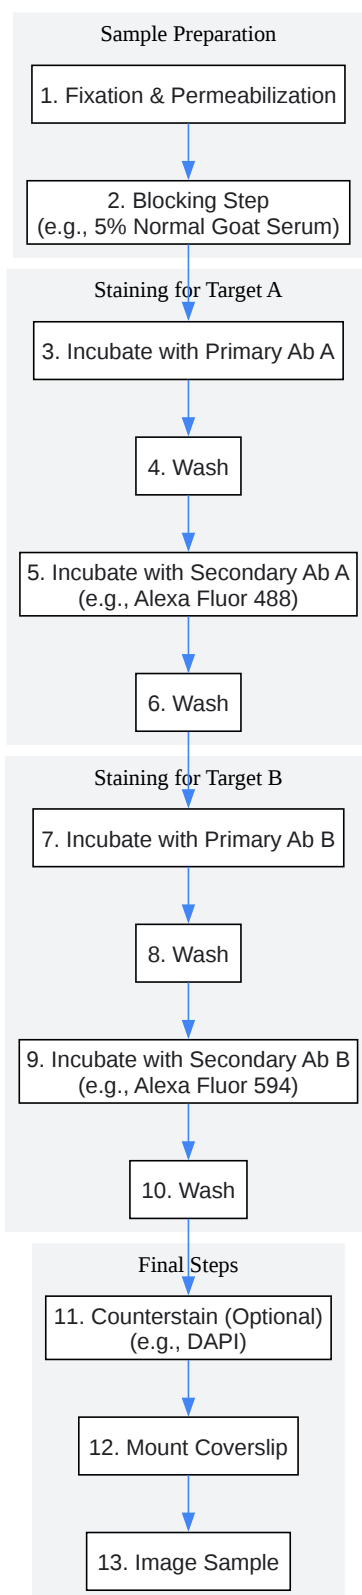 Sample Preparation
1. Fixation & Permeabilization
2. Blocking Step
(e.g., 5% Normal Goat Serum)
Staining for Target A
3. Incubate with Primary Ab A
4. Wash
5. Incubate with Secondary Ab A
(e.g., Alexa Fluor 488)
6. Wash
Staining for Target B
7. Incubate with Primary Ab B
8. Wash
9. Incubate with Secondary Ab B
(e.g., Alexa Fluor 594)
10. Wash
Final Steps
11. Counterstain (Optional)
(e.g., DAPI)
12. Mount Coverslip
13. Image Sample